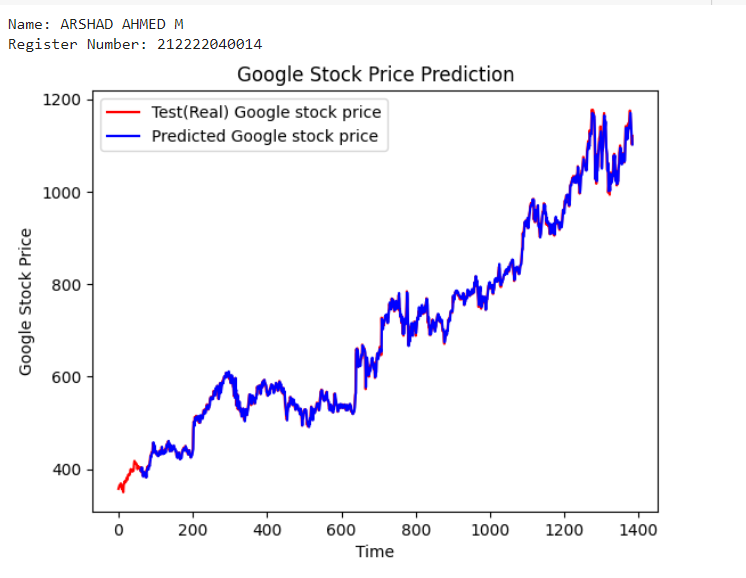 Name: ARSHAD AHMED M
Register Number: 212222040014
Google Stock Price Prediction
Test(Real) Google stock price
Predicted Google stock price
Google Stock Price
1200
1000
800
600
400
0 200 400 600 800 1000 1200 1400
Time